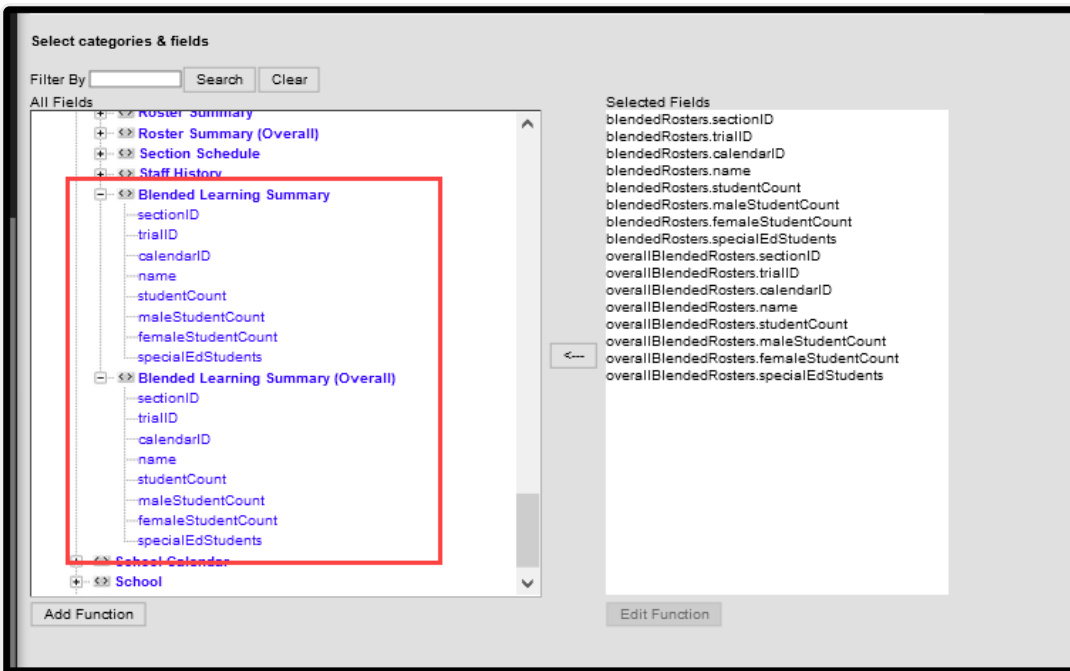 Select categories & fields
Filter By
Search
Clear
All Fields
Roster Summary
Roster Summary (Overall)
Section Schedule
Staff History
Blended Learning Summary
sectionID
trialID
calendarID
name
studentCount
maleStudentCount
femaleStudentCount
specialEdStudents
Blended Learning Summary (Overall)
sectionID
trialID
calendarID
name
studentCount
maleStudentCount
femaleStudentCount
specialEdStudents
School Calendar
School
Add Function
<---
Selected Fields
blendedRosters.sectionID
blendedRosters.trialID
blendedRosters.calendarID
blendedRosters.name
blendedRosters.studentCount
blendedRosters.maleStudentCount
blendedRosters.femaleStudentCount
blendedRosters.specialEdStudents
overallBlendedRosters.sectionID
overallBlendedRosters.trialID
overallBlendedRosters.calendarID
overallBlendedRosters.name
overallBlendedRosters.studentCount
overallBlendedRosters.maleStudentCount
overallBlendedRosters.femaleStudentCount
overallBlendedRosters.specialEdStudents
Edit Function